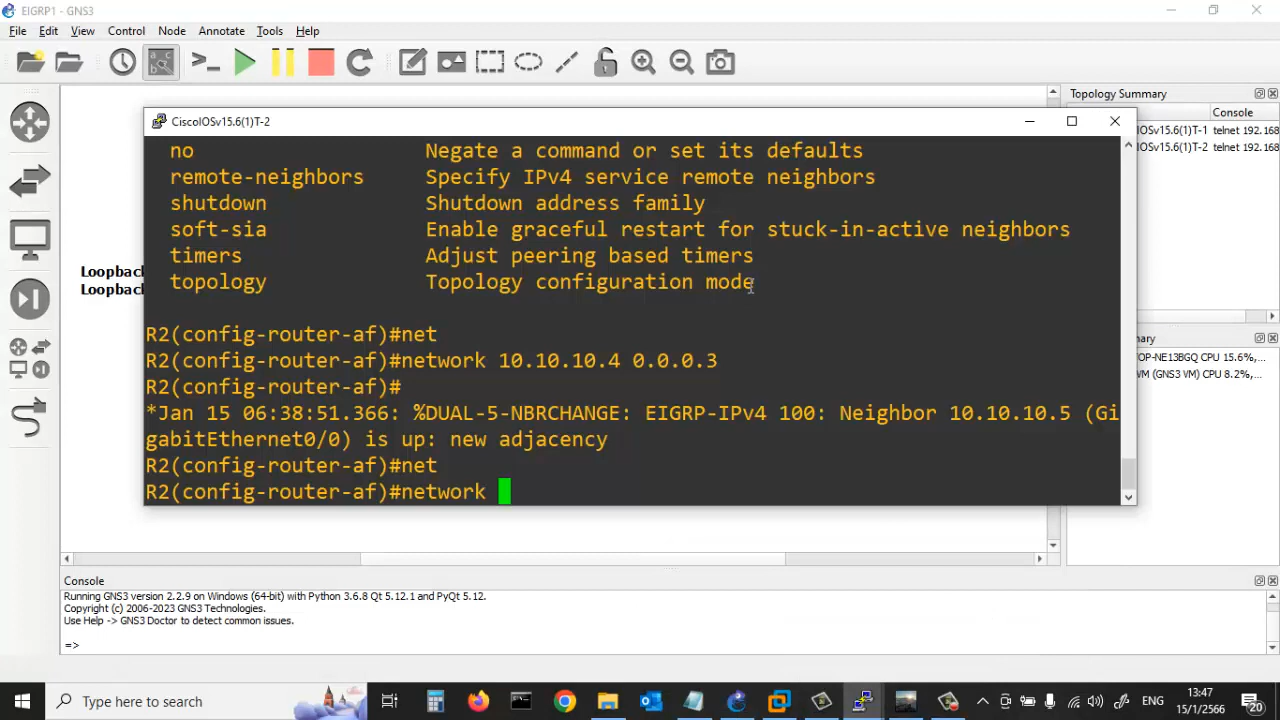 EIGRP1 - GNS3
File Edit View Control Node Annotate Tools Help
Topology Summary
Console
IOSv15.6(1)T-1 telnet 192.168
IOSv15.6(1)T-2 telnet 192.168
CiscoIOSv15.6(1)T-2
no Negate a command or set its defaults
remote-neighbors Specify IPv4 service remote neighbors
shutdown Shutdown address family
soft-sia Enable graceful restart for stuck-in-active neighbors
timers Adjust peering based timers
topology Topology configuration mode
Loopback
Loopback
R2(config-router-af)#net
R2(config-router-af)#network 10.10.10.4 0.0.0.3
R2(config-router-af)#
*Jan 15 06:38:51.366: %DUAL-5-NBRCHANGE: EIGRP-IPv4 100: Neighbor 10.10.10.5 (Gi
gabitEthernet0/0) is up: new adjacency
R2(config-router-af)#net
R2(config-router-af)#network
mary
OP-NE13BGQ CPU 15.6%,...
VM (GNS3 VM) CPU 8.2%,...
Console
Running GNS3 version 2.2.9 on Windows (64-bit) with Python 3.6.8 Qt 5.12.1 and PyQt 5.12.
Copyright (c) 2006-2023 GNS3 Technologies.
Use Help -> GNS3 Doctor to detect common issues.
=>
Type here to search
ENG
13:47
15/1/2566
20